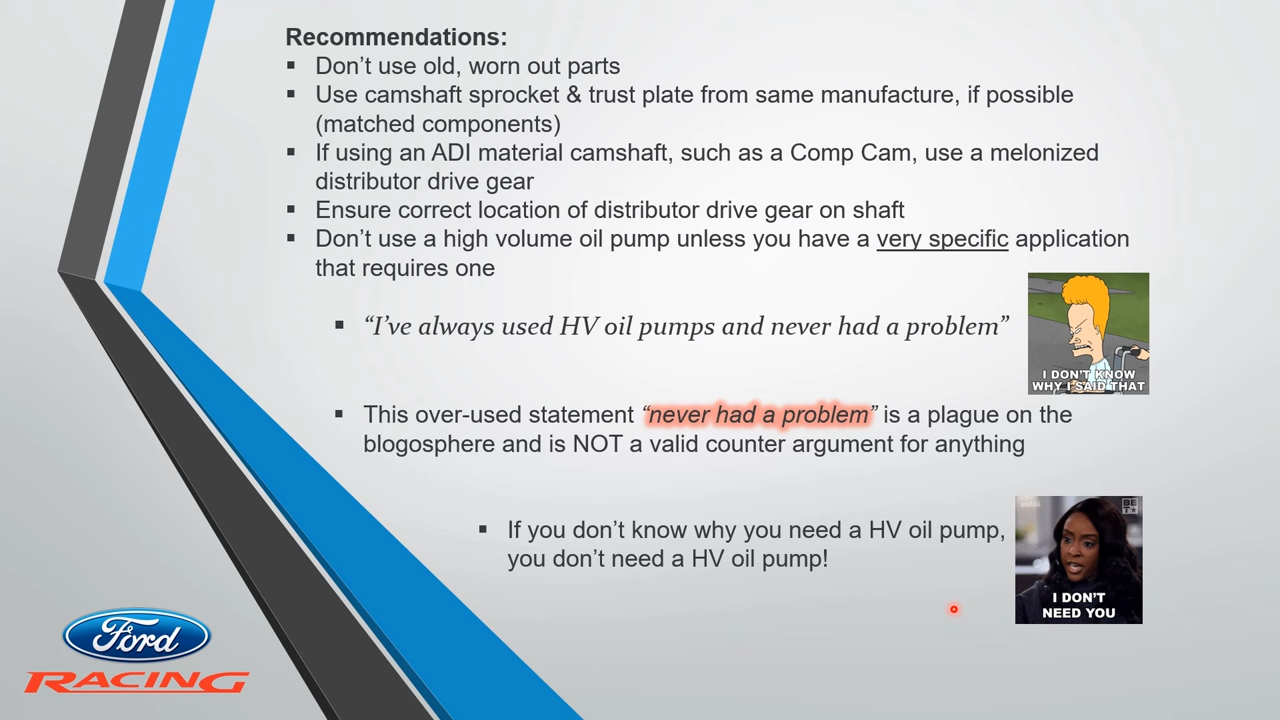 Recommendations:
▪ Don’t use old, worn out parts
▪ Use camshaft sprocket & trust plate from same manufacture, if possible
(matched components)
▪ If using an ADI material camshaft, such as a Comp Cam, use a melonized
distributor drive gear
▪ Ensure correct location of distributor drive gear on shaft
▪ Don’t use a high volume oil pump unless you have a very specific application
that requires one
▪ “I’ve always used HV oil pumps and never had a problem”
I DON'T KNOW
WHY I SAID THAT
▪ This over-used statement “never had a problem” is a plague on the
blogosphere and is NOT a valid counter argument for anything
▪ If you don’t know why you need a HV oil pump,
you don’t need a HV oil pump!
BET+
I DON'T
NEED YOU
Ford
RACING